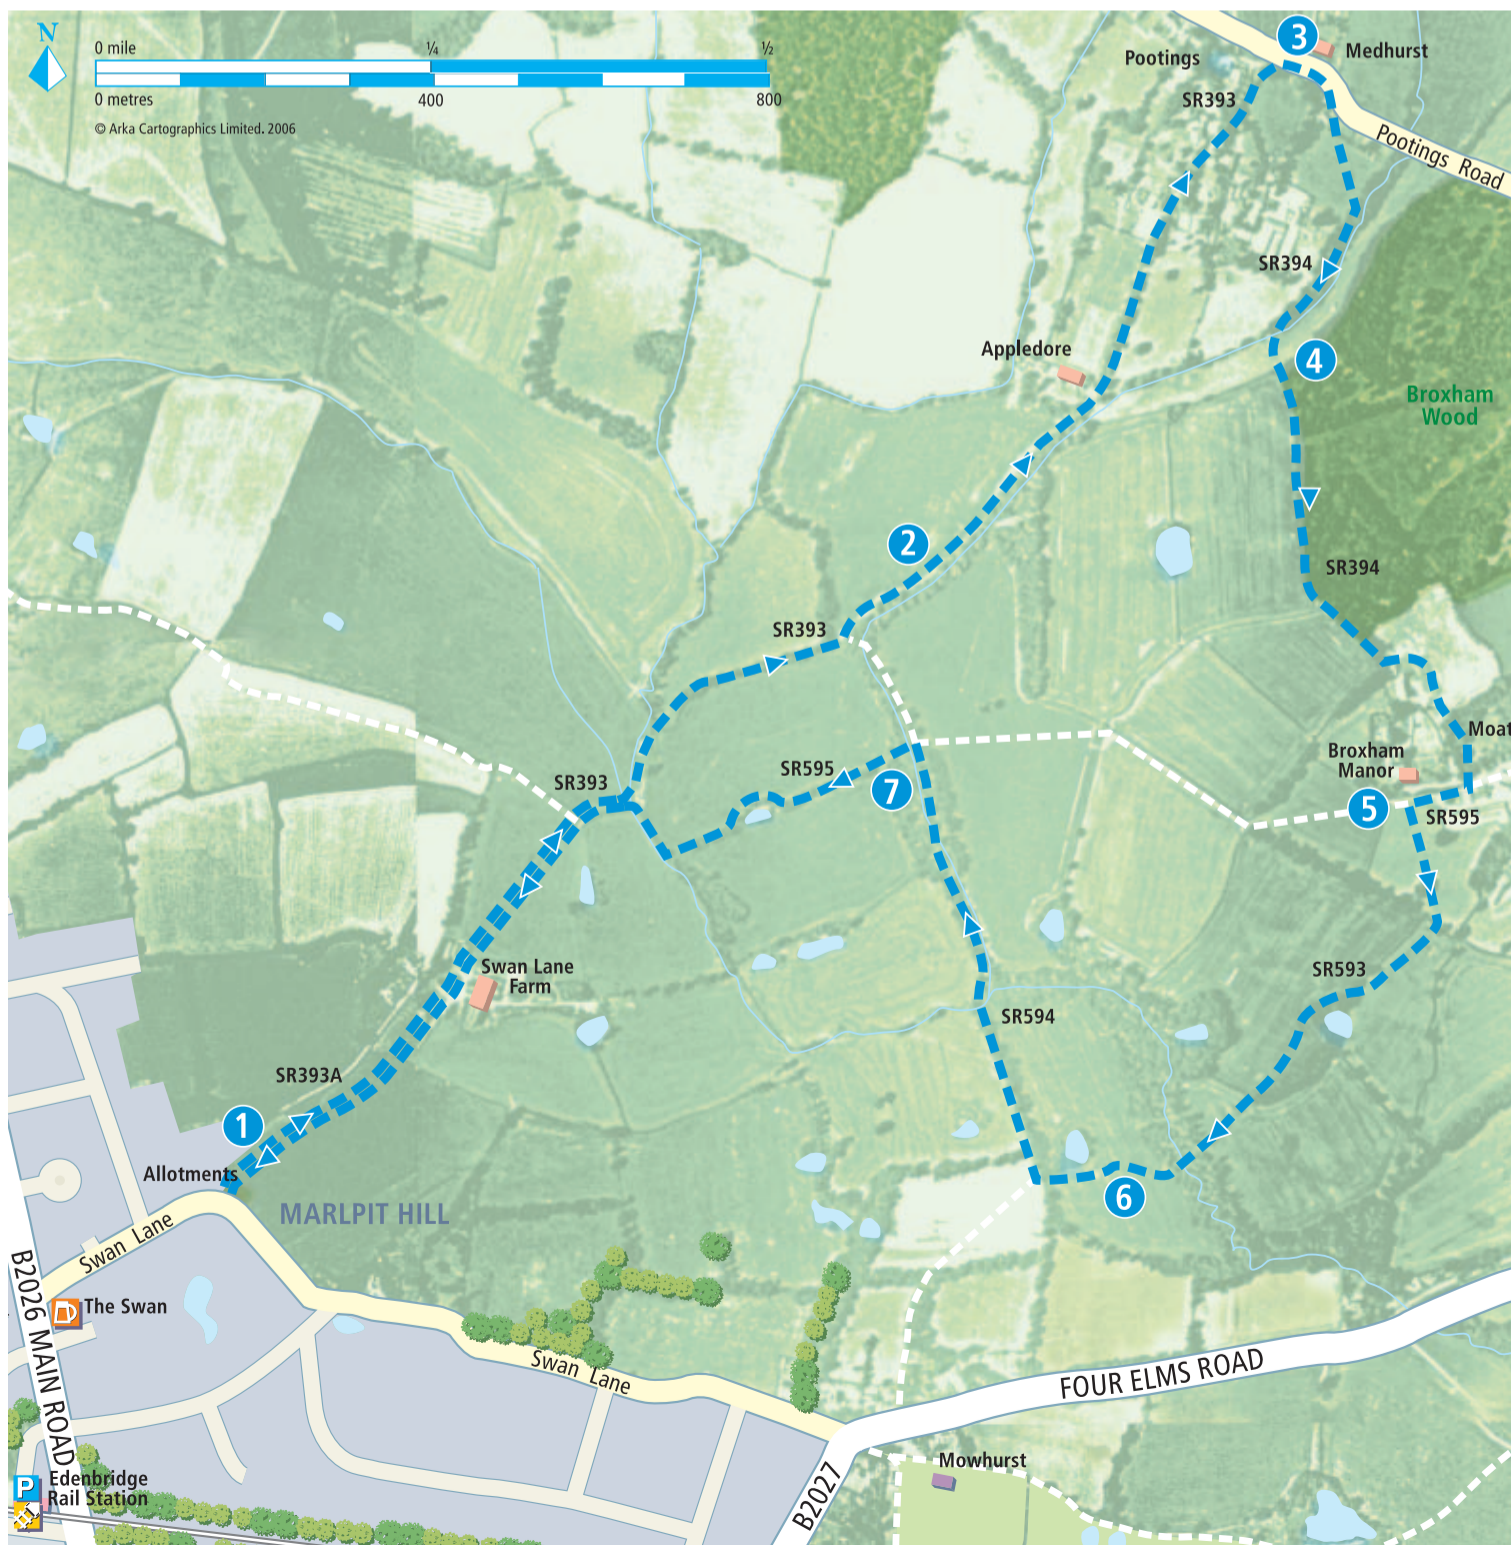 N
0 mile ¼ ½
0 metres 400 800
© Arka Cartographics Limited. 2006
3
Medhurst
Pootings
SR393
Pootings Road
SR394
Appledore
4
Broxham
Wood
2
SR394
SR393
Moat
Broxham
Manor
SR393
SR595
7
5
SR595
Swan Lane
Farm
SR593
SR594
SR393A
1
Allotments
6
MARLPIT HILL
Swan Lane
B2026 MAIN ROAD
The Swan
Swan Lane
FOUR ELMS ROAD
Mowhurst
B2027
P
Edenbridge
Rail Station